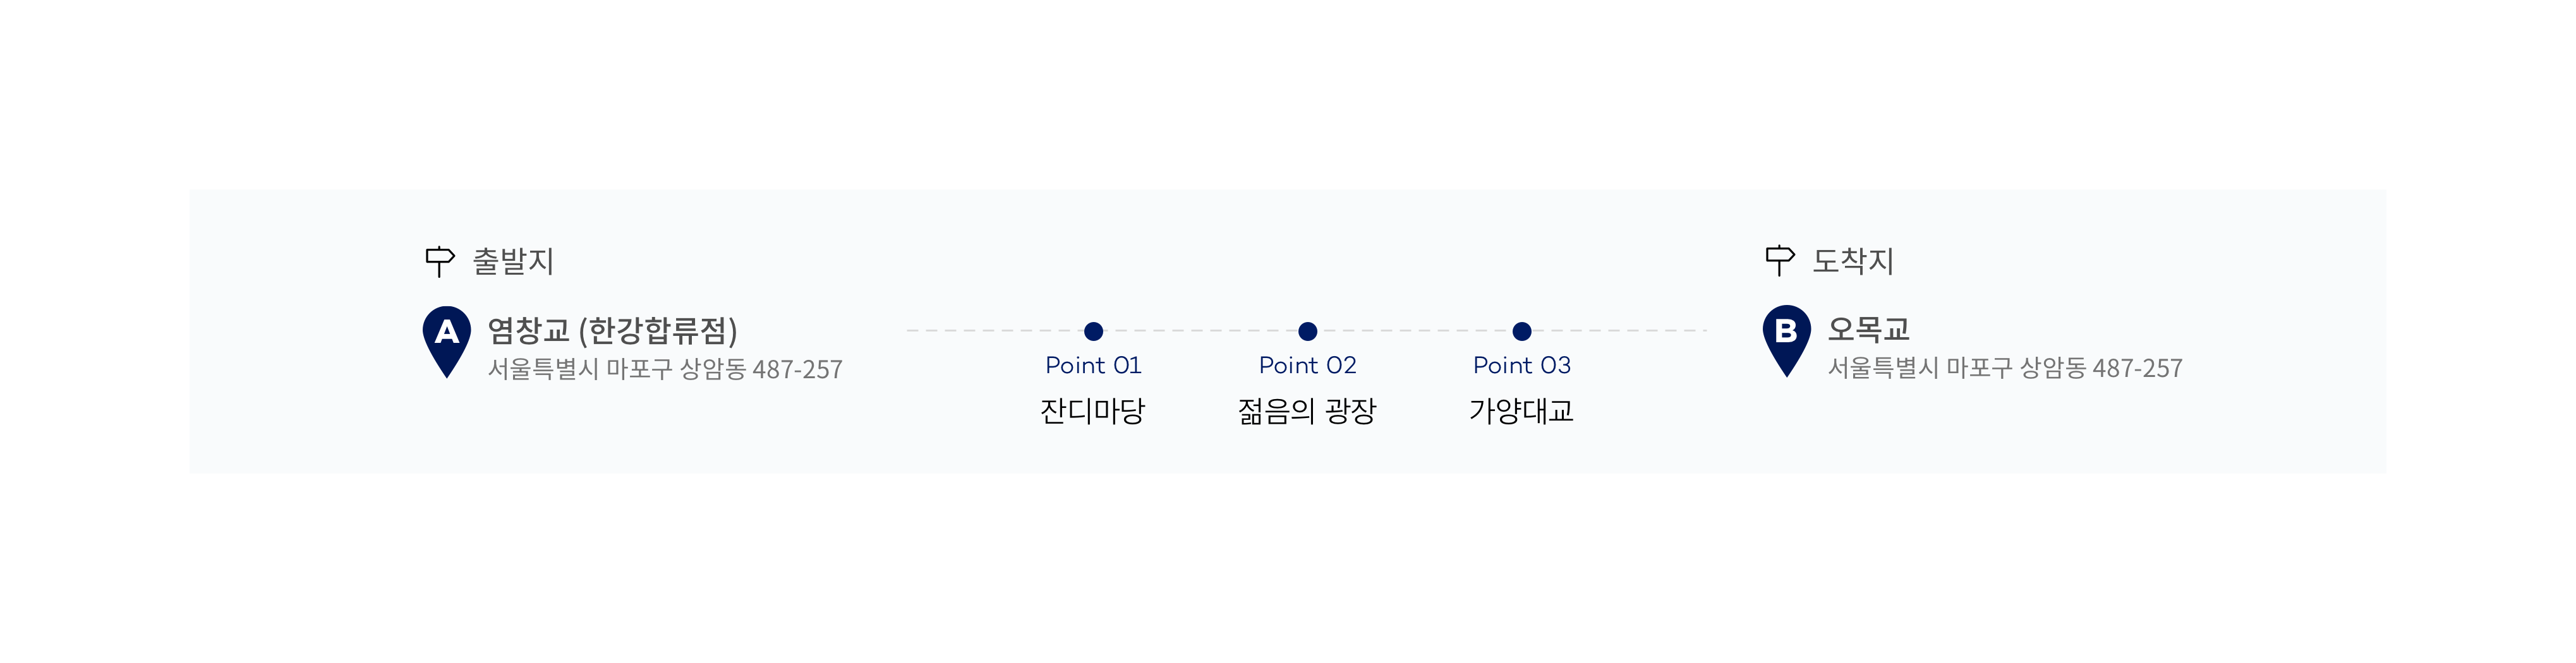 출발지
A
염창교 (한강합류점)
서울특별시 마포구 상암동 487-257
Point 01
잔디마당
Point 02
젊음의 광장
Point 03
가양대교
도착지
B
오목교
서울특별시 마포구 상암동 487-257